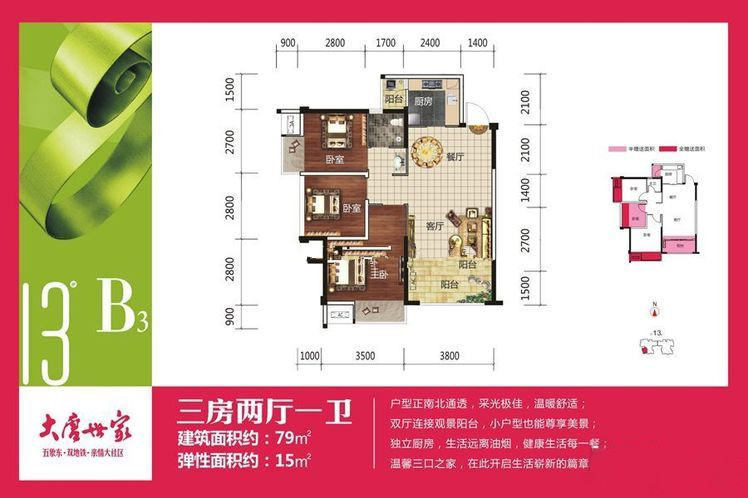 900 2800 1700 2400 1400
1500
2700
2800
2800
900
2100
2100
1400
2700
1500
阳台
厨房
卧室
餐厅
卧室
客厅
主卧
阳台
阳台
AC
1000 3500 3800
半赠送面积 全赠送面积
N
13
13°
B3
大唐世家
五象东·双地铁·亲情大社区
三房两厅一卫
建筑面积约：79m²
弹性面积约：15m²
户型正南北通透，采光极佳，温暖舒适；
双厅连接观景阳台，小户型也能尊享美景；
独立厨房，生活远离油烟，健康生活每一餐；
温馨三口之家，在此开启生活崭新的篇章